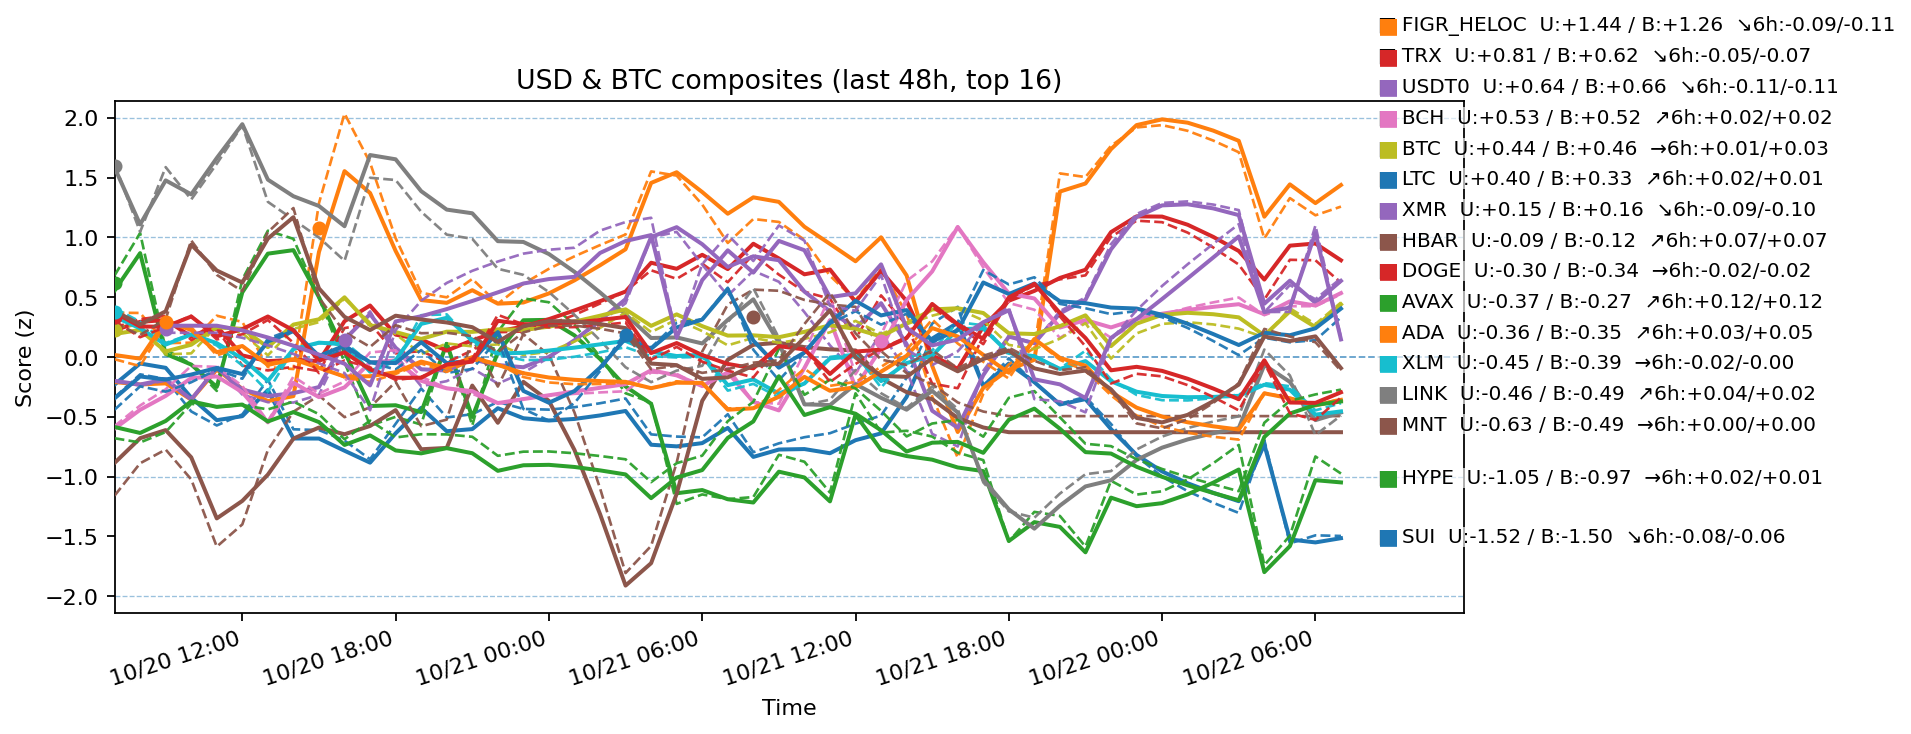 USD & BTC composites (last 48h, top 16)
FIGR_HELOC U:+1.44 / B:+1.26 ↘6h:-0.09/-0.11
TRX U:+0.81 / B:+0.62 ↘6h:-0.05/-0.07
USDT0 U:+0.64 / B:+0.66 ↘6h:-0.11/-0.11
BCH U:+0.53 / B:+0.52 ↗6h:+0.02/+0.02
BTC U:+0.44 / B:+0.46 →6h:+0.01/+0.03
LTC U:+0.40 / B:+0.33 ↗6h:+0.02/+0.01
XMR U:+0.15 / B:+0.16 ↘6h:-0.09/-0.10
HBAR U:-0.09 / B:-0.12 ↗6h:+0.07/+0.07
DOGE U:-0.30 / B:-0.34 →6h:-0.02/-0.02
AVAX U:-0.37 / B:-0.27 ↗6h:+0.12/+0.12
ADA U:-0.36 / B:-0.35 ↗6h:+0.03/+0.05
XLM U:-0.45 / B:-0.39 →6h:-0.02/-0.00
LINK U:-0.46 / B:-0.49 ↗6h:+0.04/+0.02
MNT U:-0.63 / B:-0.49 →6h:+0.00/+0.00
HYPE U:-1.05 / B:-0.97 →6h:+0.02/+0.01
SUI U:-1.52 / B:-1.50 ↘6h:-0.08/-0.06
Score (z)
2.0
1.5
1.0
0.5
0.0
−0.5
−1.0
−1.5
−2.0
10/20 12:00
10/20 18:00
10/21 00:00
10/21 06:00
10/21 12:00
10/21 18:00
10/22 00:00
10/22 06:00
Time